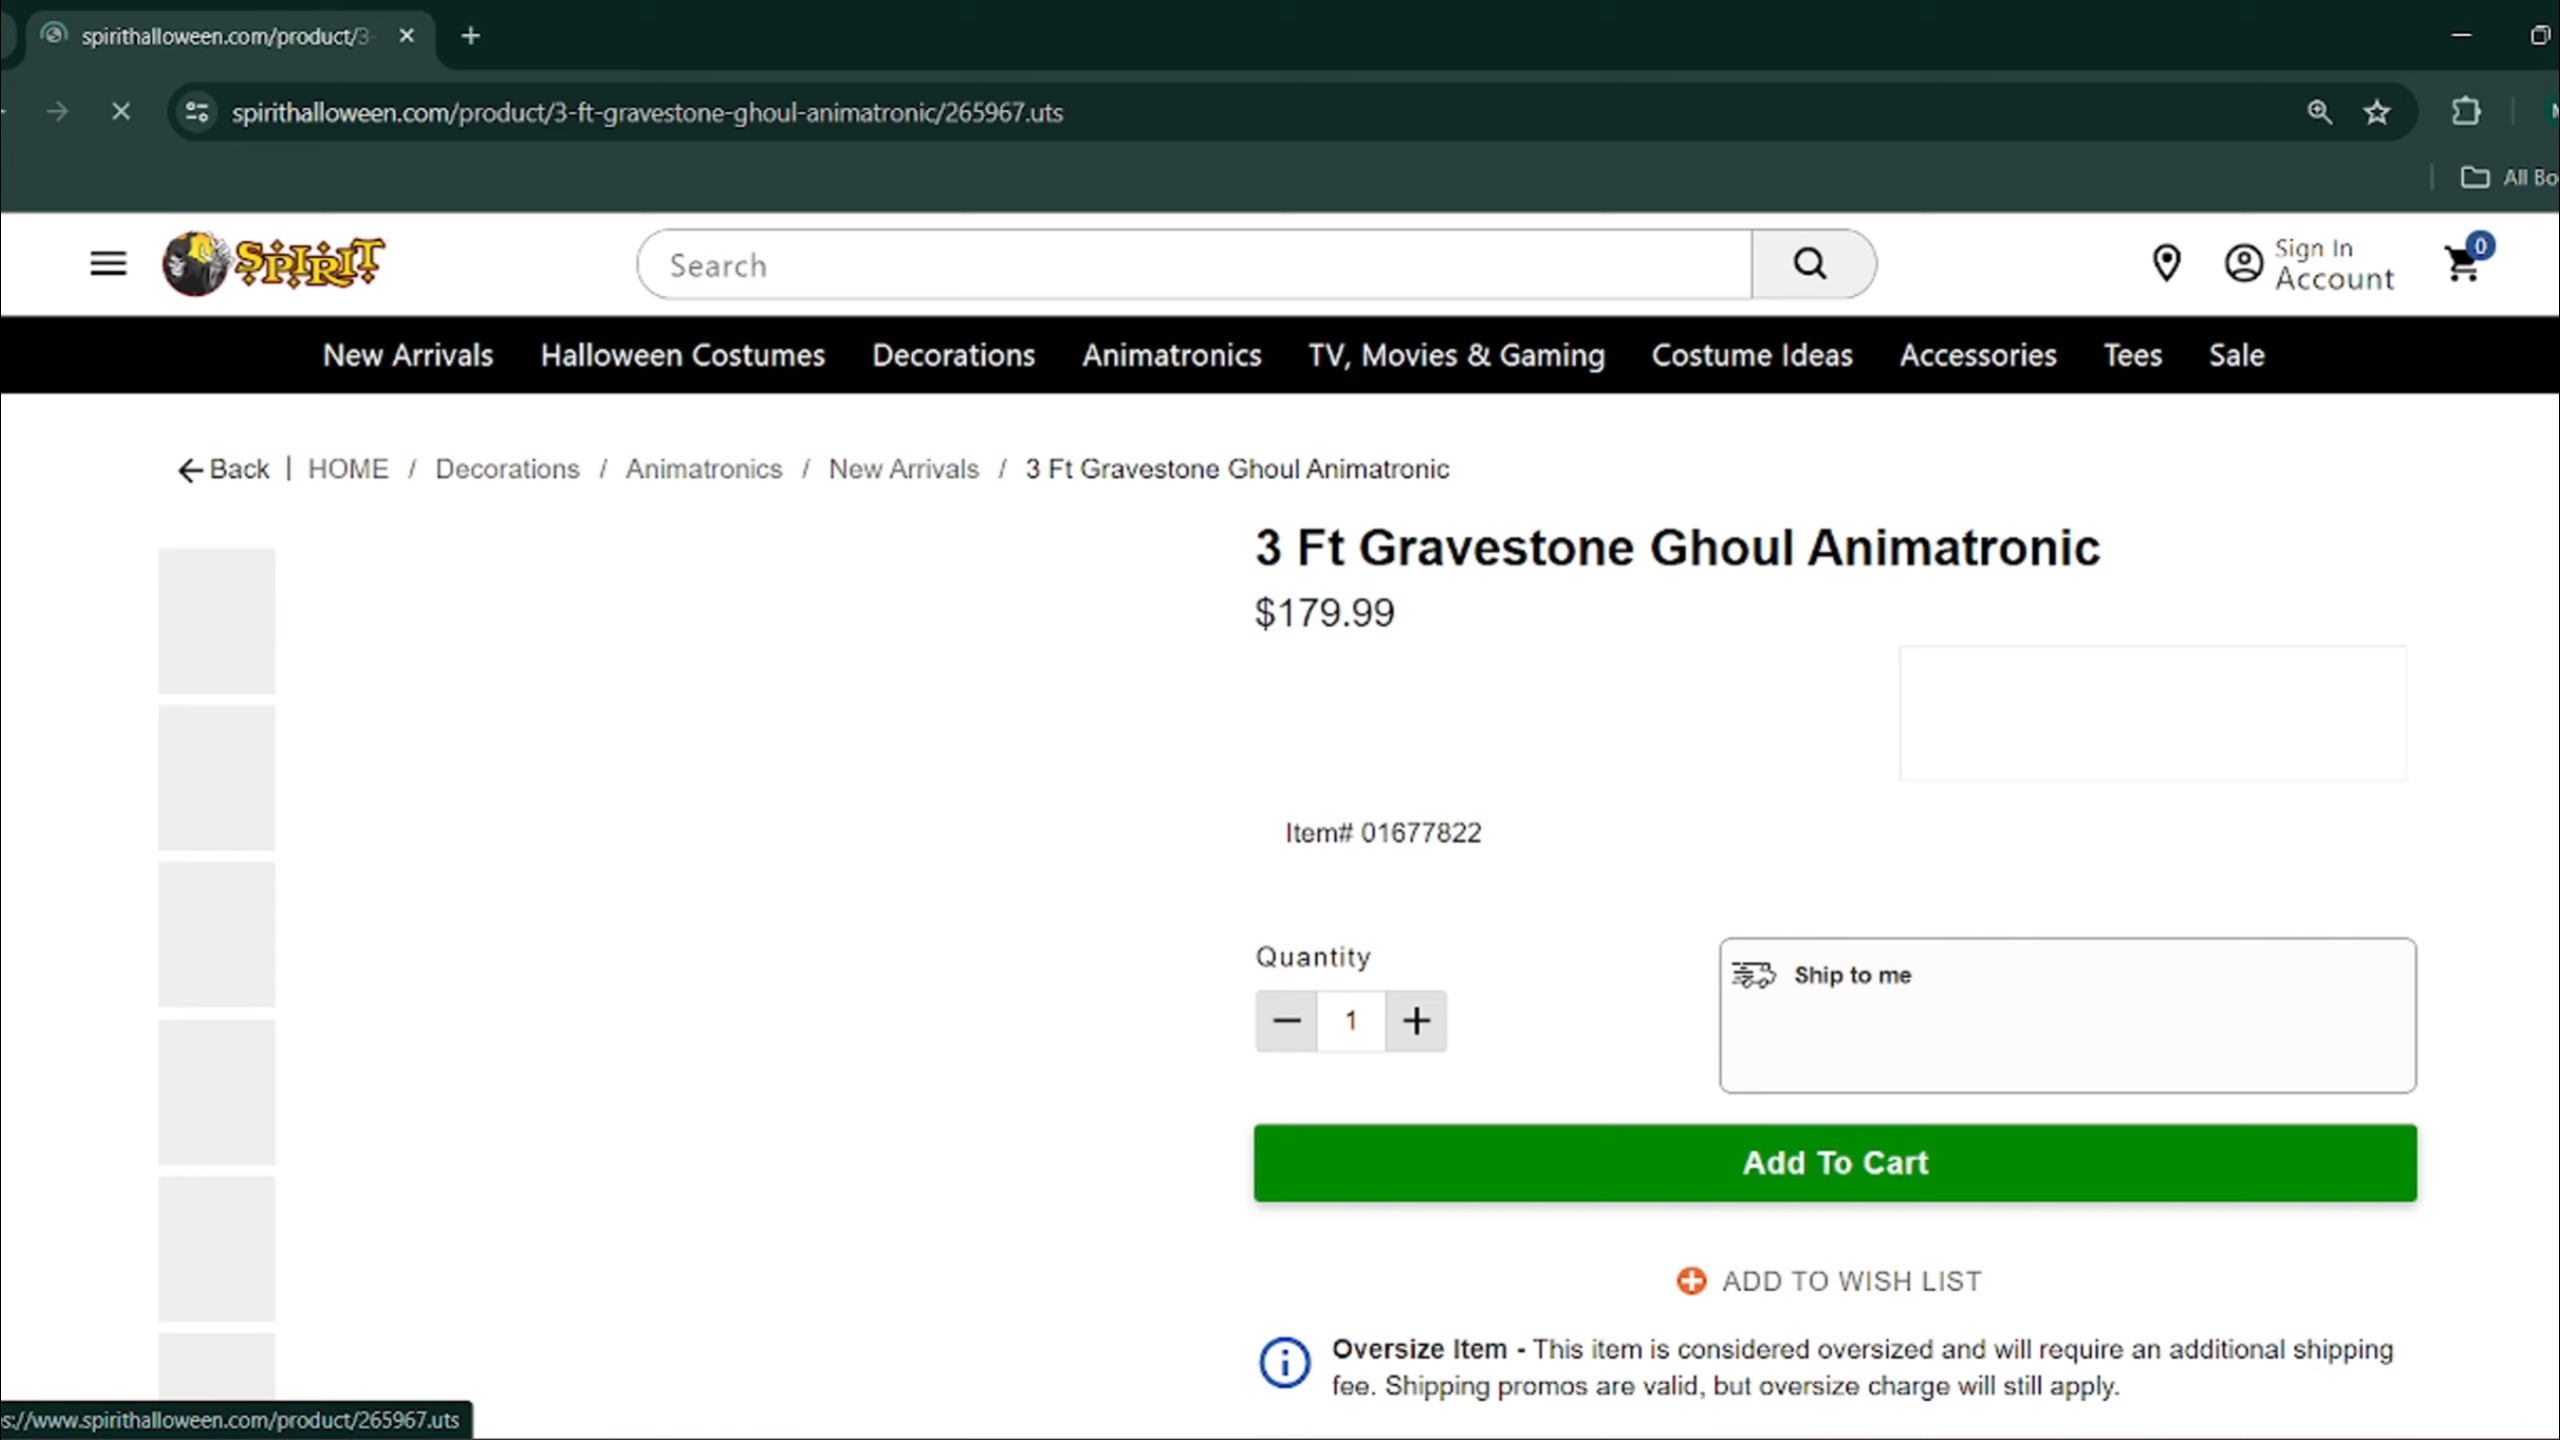 spirithalloween.com/product/3-
spirithalloween.com/product/3-ft-gravestone-ghoul-animatronic/265967.uts
All Bo
SPIRIT
Search
Sign In
Account
0
New Arrivals Halloween Costumes Decorations Animatronics TV, Movies & Gaming Costume Ideas Accessories Tees Sale
Back | HOME / Decorations / Animatronics / New Arrivals / 3 Ft Gravestone Ghoul Animatronic
3 Ft Gravestone Ghoul Animatronic
$179.99
Item# 01677822
Quantity
1
Ship to me
Add To Cart
ADD TO WISH LIST
Oversize Item - This item is considered oversized and will require an additional shipping
fee. Shipping promos are valid, but oversize charge will still apply.
s://www.spirithalloween.com/product/265967.uts